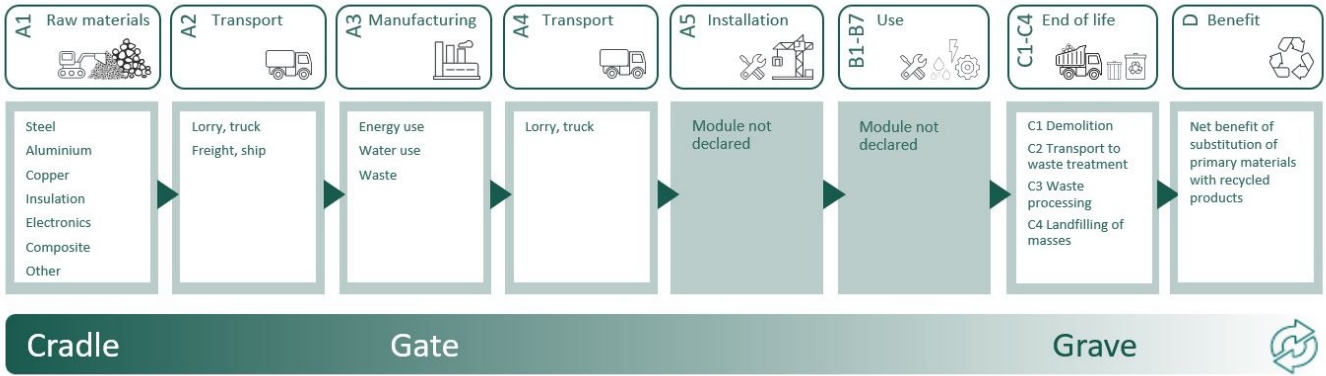 A1 Raw materials
A2 Transport
A3 Manufacturing
A4 Transport
A5 Installation
B1-B7 Use
C1-C4 End of life
D Benefit
Steel
Aluminium
Copper
Insulation
Electronics
Composite
Other
Lorry, truck
Freight, ship
Energy use
Water use
Waste
Lorry, truck
Module not
declared
Module not
declared
C1 Demolition
C2 Transport to
waste treatment
C3 Waste
processing
C4 Landfilling of
masses
Net benefit of
substitution of
primary materials
with recycled
products
Cradle
Gate
Grave